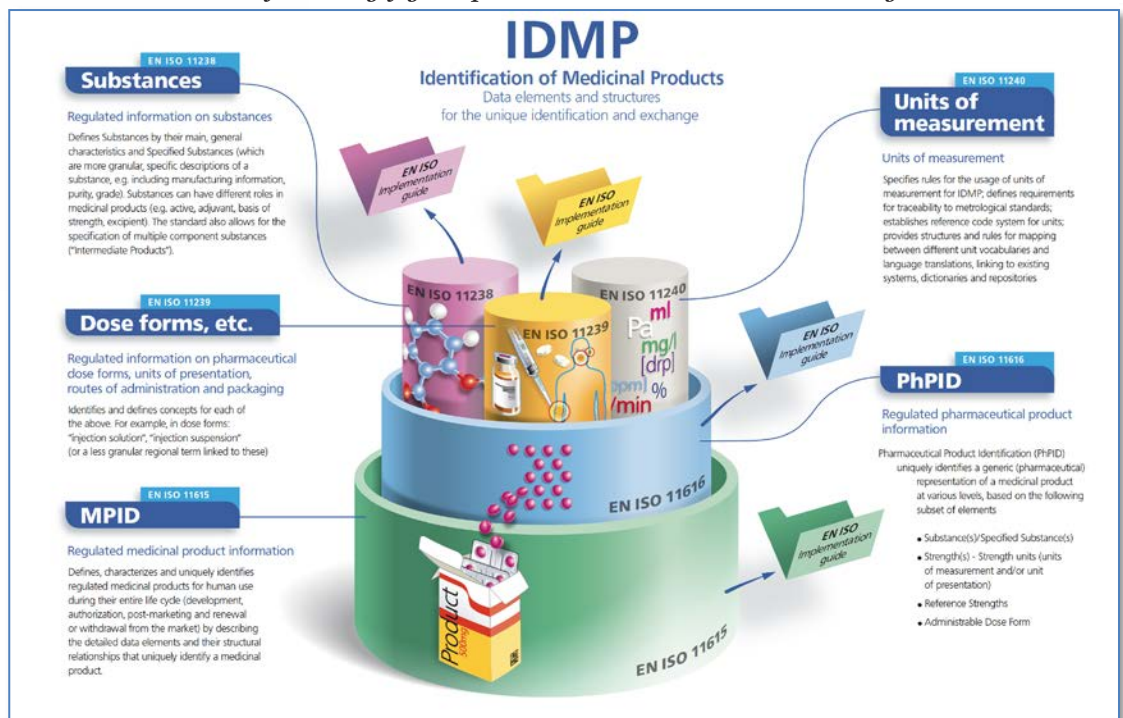 IDMP
Identification of Medicinal Products
Data elements and structures
for the unique identification and exchange
EN ISO 11238
Substances
Regulated information on substances
Defines Substances by their main, general
characteristics and Specified Substances (which
are more granular, specific descriptions of a
substance, e.g. including manufacturing information,
purity, grade). Substances can have different roles in
medicinal products (e.g. active, adjuvant, basis of
strength, excipient). The standard also allows for the
specification of multiple component substances
("Intermediate Products").
EN ISO 11239
Dose forms, etc.
Regulated information on pharmaceutical
dose forms, units of presentation,
routes of administration and packaging
Identifies and defines concepts for each of
the above. For example, in dose forms:
"injection solution", "injection suspension"
(or a less granular regional term linked to these)
EN ISO 11615
MPID
Regulated medicinal product information
Defines, characterizes and uniquely identifies
regulated medicinal products for human use
during their entire life cycle (development,
authorization, post-marketing and renewal
or withdrawal from the market) by describing
the detailed data elements and their structural
relationships that uniquely identify a medicinal
product.
EN ISO
Implementation
guide
EN ISO
Implementation
guide
EN ISO 11238
EN ISO 11239
EN ISO 11240
ml
Pa
mg/l
[drp]
ppm]
%
/min
EN ISO
Implementation
guide
EN ISO 11616
EN ISO
Implementation
guide
Product
500mg
EN ISO 11615
EN ISO 11240
Units of
measurement
Units of measurement
Specifies rules for the usage of units of
measurement for IDMP; defines requirements
for traceability to metrological standards;
establishes reference code system for units;
provides structures and rules for mapping
between different unit vocabularies and
language translations, linking to existing
systems, dictionaries and repositories
EN ISO 11616
PhPID
Regulated pharmaceutical product
information
Pharmaceutical Product Identification (PhPID)
uniquely identifies a generic (pharmaceutical)
representation of a medicinal product
at various levels, based on the following
subset of elements
• Substance(s)/Specified Substance(s)
• Strength(s) - Strength units (units
of measurement and/or unit
of presentation)
• Reference Strengths
• Administrable Dose Form